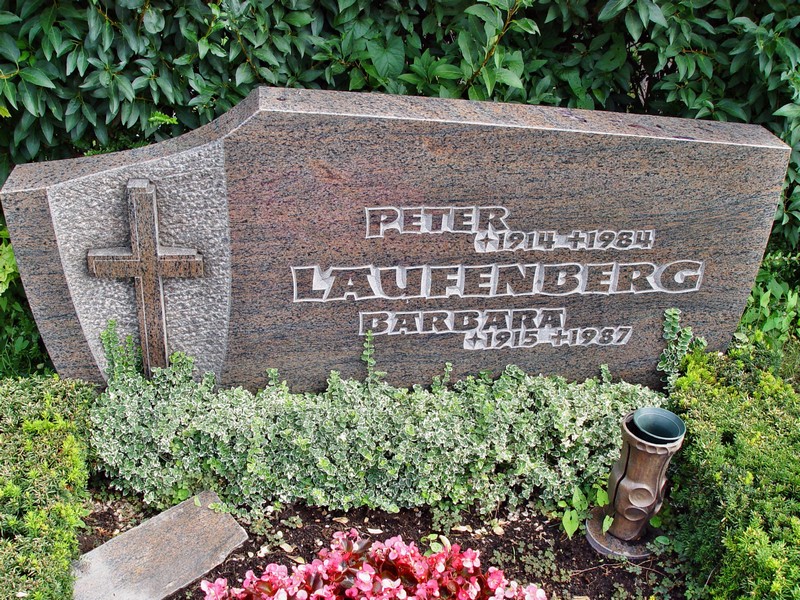 PETER
✶1914 ✝1984
LAUFENBERG
BARBARA
✶1915 ✝1987